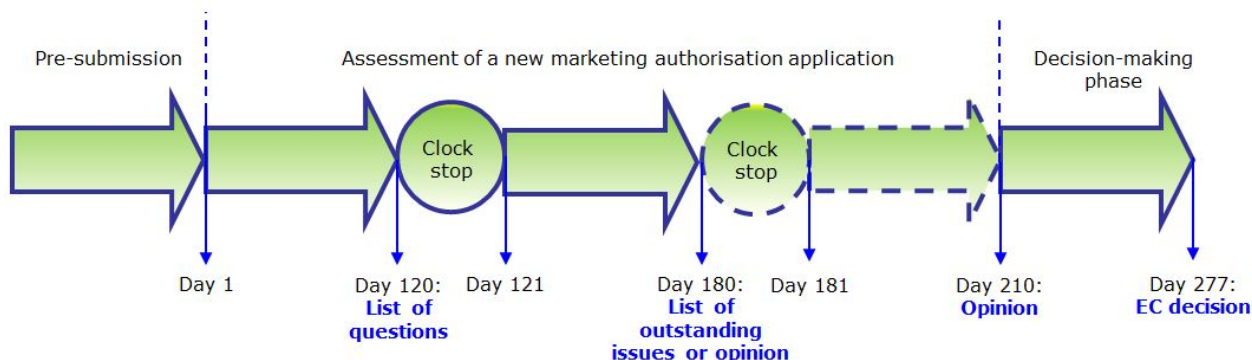 Pre-submission
Assessment of a new marketing authorisation application
Decision-making
phase
Clock
stop
Clock
stop
Day 1
Day 120:
List of
questions
Day 121
Day 180:
List of
outstanding
issues or opinion
Day 181
Day 210:
Opinion
Day 277:
EC decision